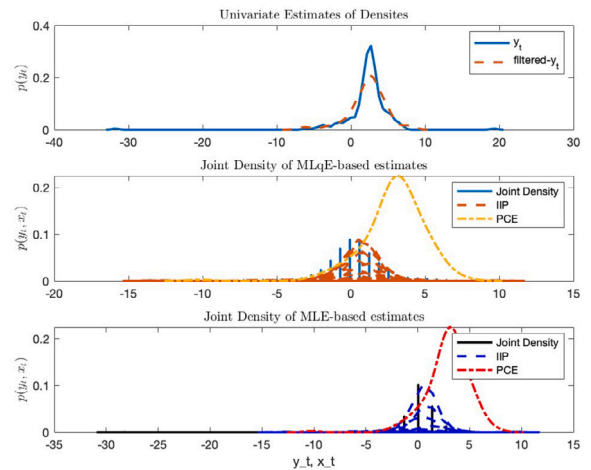 Univariate Estimates of Densites
p(y_t)
0.4
0.2
0
y_t
filtered-y_t
-40 -30 -20 -10 0 10 20 30
Joint Density of MLqE-based estimates
p(y_t, x_t)
0.2
0.1
0
Joint Density
IIP
PCE
-20 -15 -10 -5 0 5 10 15
Joint Density of MLE-based estimates
p(y_t, x_t)
0.2
0.1
0
Joint Density
IIP
PCE
-35 -30 -25 -20 -15 -10 -5 0 5 10 15
y_t, x_t